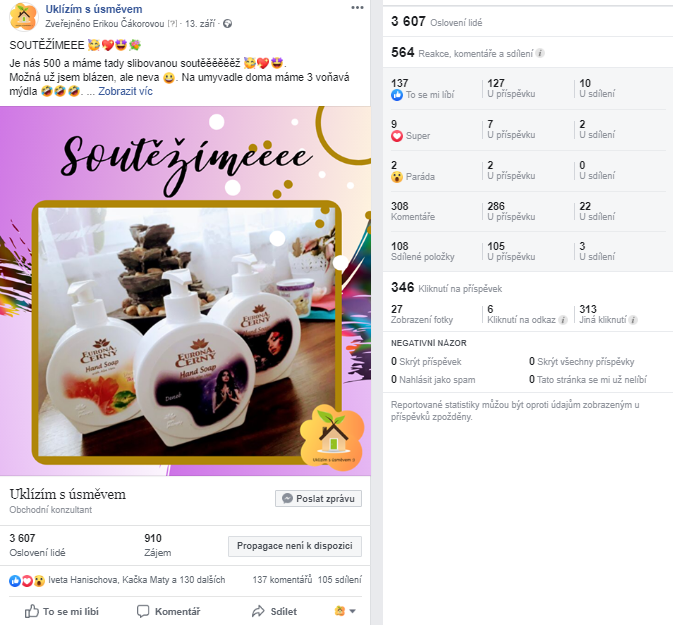 Uklízím s úsměvem
Zveřejněno Erikou Čákorovou [?] · 13. září ·
SOUTĚŽÍMEEE 🥰💖🤩💐
Je nás 500 a máme tady slibovanou soutěěěěěěž 🥰💖🤩.
Možná už jsem blázen, ale neva 😀. Na umyvadle doma máme 3 voňavá
mýdla 🤣🤣🤣. ... Zobrazit víc
Soutěžímeeee
EURONA
CERNY
Hand Soap
EURONA
CERNY
Hand Soap
EURONA
CERNY
Hand Soap
UKLÍZÍM S ÚSMĚVEM :)
Uklízím s úsměvem
Obchodní konzultant
Poslat zprávu
3 607
Oslovení lidé
910
Zájem
Propagace není k dispozici
Iveta Hanischova, Kačka Maty a 130 dalších
137 komentářů 105 sdílení
To se mi líbí
Komentář
Sdílet
3 607 Oslovení lidé
564 Reakce, komentáře a sdílení
137
To se mi líbí
127
U příspěvku
10
U sdílení
9
Super
7
U příspěvku
2
U sdílení
2
Paráda
2
U příspěvku
0
U sdílení
308
Komentáře
286
U příspěvku
22
U sdílení
108
Sdílené položky
105
U příspěvku
3
U sdílení
346 Kliknutí na příspěvek
27
Zobrazení fotky
6
Kliknutí na odkaz
313
Jiná kliknutí
NEGATIVNÍ NÁZOR
0 Skrýt příspěvek
0 Skrýt všechny příspěvky
0 Nahlásit jako spam
0 Tato stránka se mi už nelíbí
Reportované statistiky můžou být oproti údajům zobrazeným u
příspěvků zpožděny.